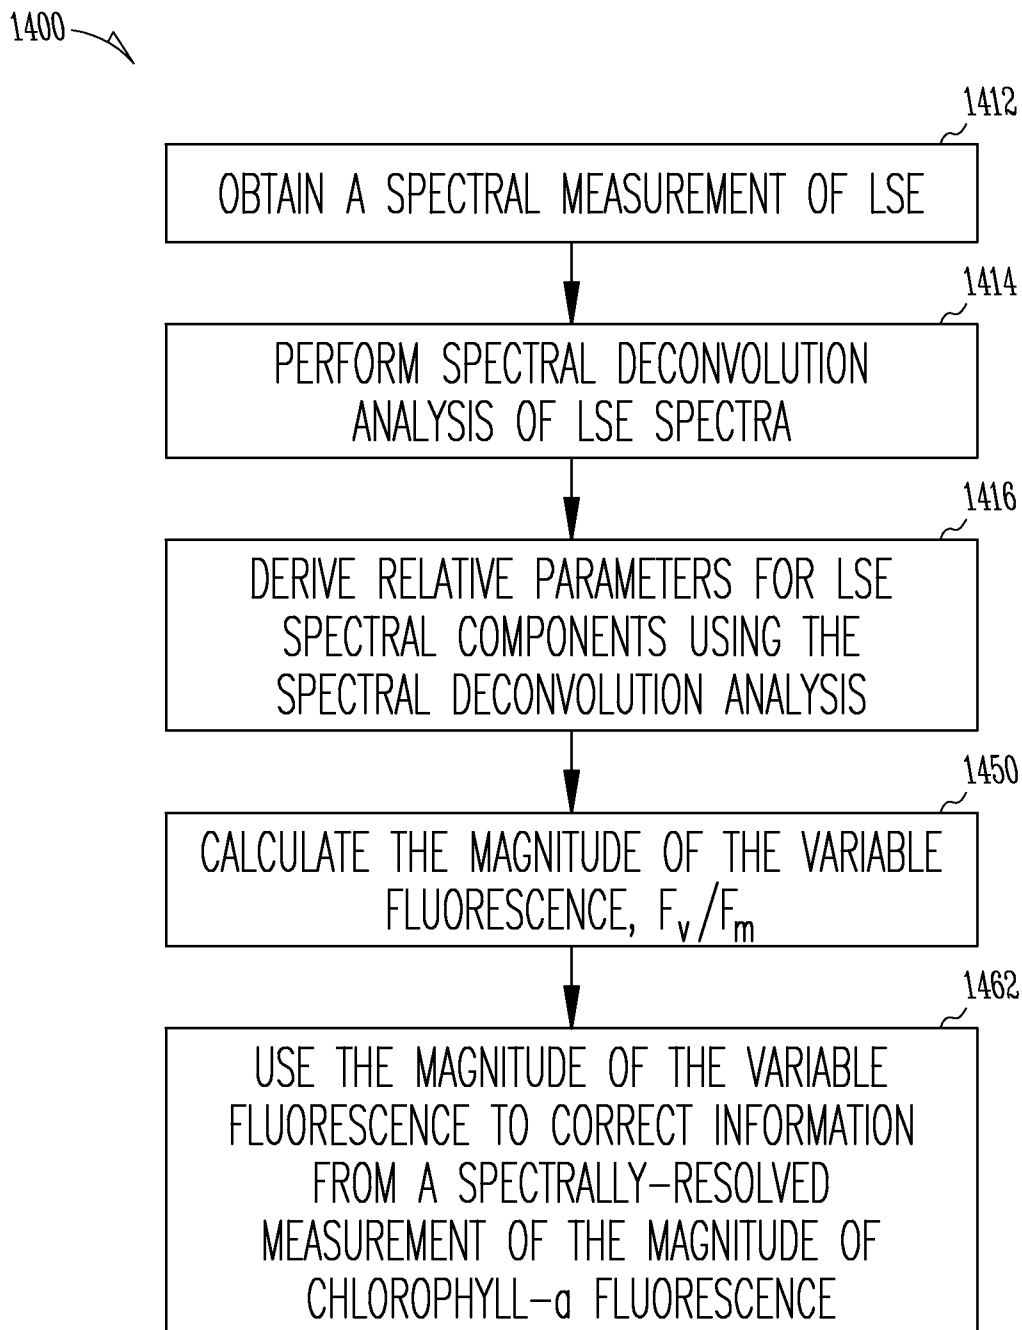 1400
1412
OBTAIN A SPECTRAL MEASUREMENT OF LSE
1414
PERFORM SPECTRAL DECONVOLUTION
ANALYSIS OF LSE SPECTRA
1416
DERIVE RELATIVE PARAMETERS FOR LSE
SPECTRAL COMPONENTS USING THE
SPECTRAL DECONVOLUTION ANALYSIS
1450
CALCULATE THE MAGNITUDE OF THE VARIABLE
FLUORESCENCE, Fv/Fm
1462
USE THE MAGNITUDE OF THE VARIABLE
FLUORESCENCE TO CORRECT INFORMATION
FROM A SPECTRALLY-RESOLVED
MEASUREMENT OF THE MAGNITUDE OF
CHLOROPHYLL-a FLUORESCENCE